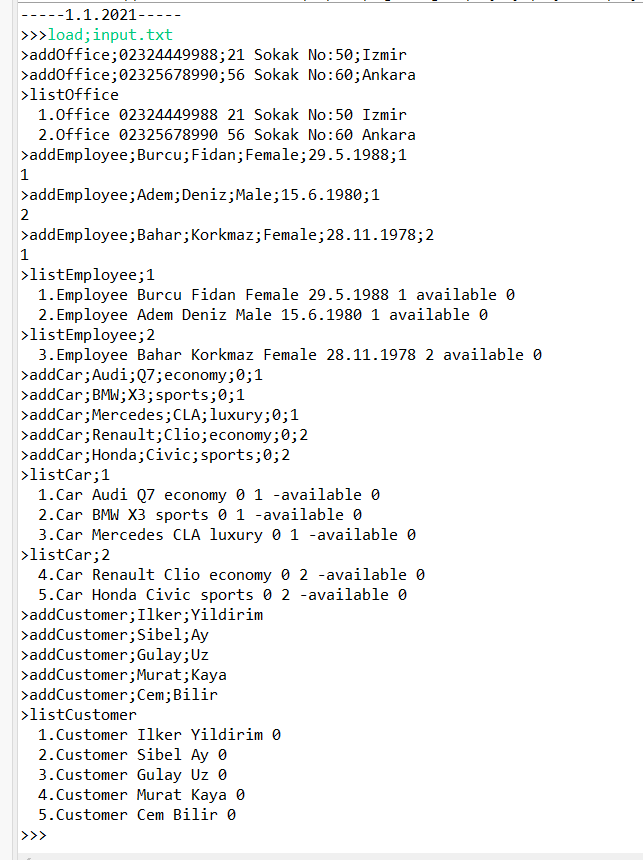 -----1.1.2021-----
>>>load;input.txt
>addOffice;02324449988;21 Sokak No:50;Izmir
>addOffice;02325678990;56 Sokak No:60;Ankara
>listOffice
  1.Office 02324449988 21 Sokak No:50 Izmir
  2.Office 02325678990 56 Sokak No:60 Ankara
>addEmployee;Burcu;Fidan;Female;29.5.1988;1
1
>addEmployee;Adem;Deniz;Male;15.6.1980;1
2
>addEmployee;Bahar;Korkmaz;Female;28.11.1978;2
1
>listEmployee;1
  1.Employee Burcu Fidan Female 29.5.1988 1 available 0
  2.Employee Adem Deniz Male 15.6.1980 1 available 0
>listEmployee;2
  3.Employee Bahar Korkmaz Female 28.11.1978 2 available 0
>addCar;Audi;Q7;economy;0;1
>addCar;BMW;X3;sports;0;1
>addCar;Mercedes;CLA;luxury;0;1
>addCar;Renault;Clio;economy;0;2
>addCar;Honda;Civic;sports;0;2
>listCar;1
  1.Car Audi Q7 economy 0 1 -available 0
  2.Car BMW X3 sports 0 1 -available 0
  3.Car Mercedes CLA luxury 0 1 -available 0
>listCar;2
  4.Car Renault Clio economy 0 2 -available 0
  5.Car Honda Civic sports 0 2 -available 0
>addCustomer;Ilker;Yildirim
>addCustomer;Sibel;Ay
>addCustomer;Gulay;Uz
>addCustomer;Murat;Kaya
>addCustomer;Cem;Bilir
>listCustomer
  1.Customer Ilker Yildirim 0
  2.Customer Sibel Ay 0
  3.Customer Gulay Uz 0
  4.Customer Murat Kaya 0
  5.Customer Cem Bilir 0
>>>